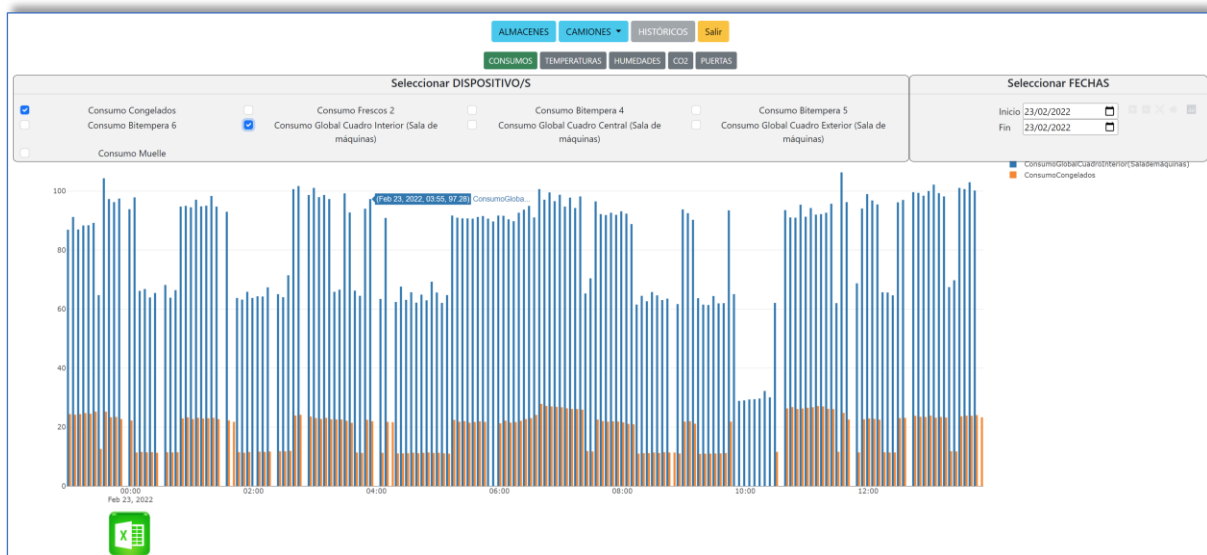 ALMACENES CAMIONES HISTÓRICOS Salir
CONSUMOS TEMPERATURAS HUMEDADES CO2 PUERTAS
Seleccionar DISPOSITIVO/S
Consumo Congelados Consumo Frescos 2 Consumo Bitempera 4 Consumo Bitempera 5
Consumo Bitempera 6 Consumo Global Cuadro Interior (Sala de máquinas) Consumo Global Cuadro Central (Sala de máquinas) Consumo Global Cuadro Exterior (Sala de máquinas)
Consumo Muelle
Seleccionar FECHAS
Inicio 23/02/2022
Fin 23/02/2022
ConsumoGlobalCuadroInterior(Salademáquinas)
ConsumoCongelados
(Feb 23, 2022, 03:55, 97.28) ConsumoGloba...
100
80
60
40
20
0
00:00 02:00 04:00 06:00 08:00 10:00 12:00
Feb 23, 2022
X